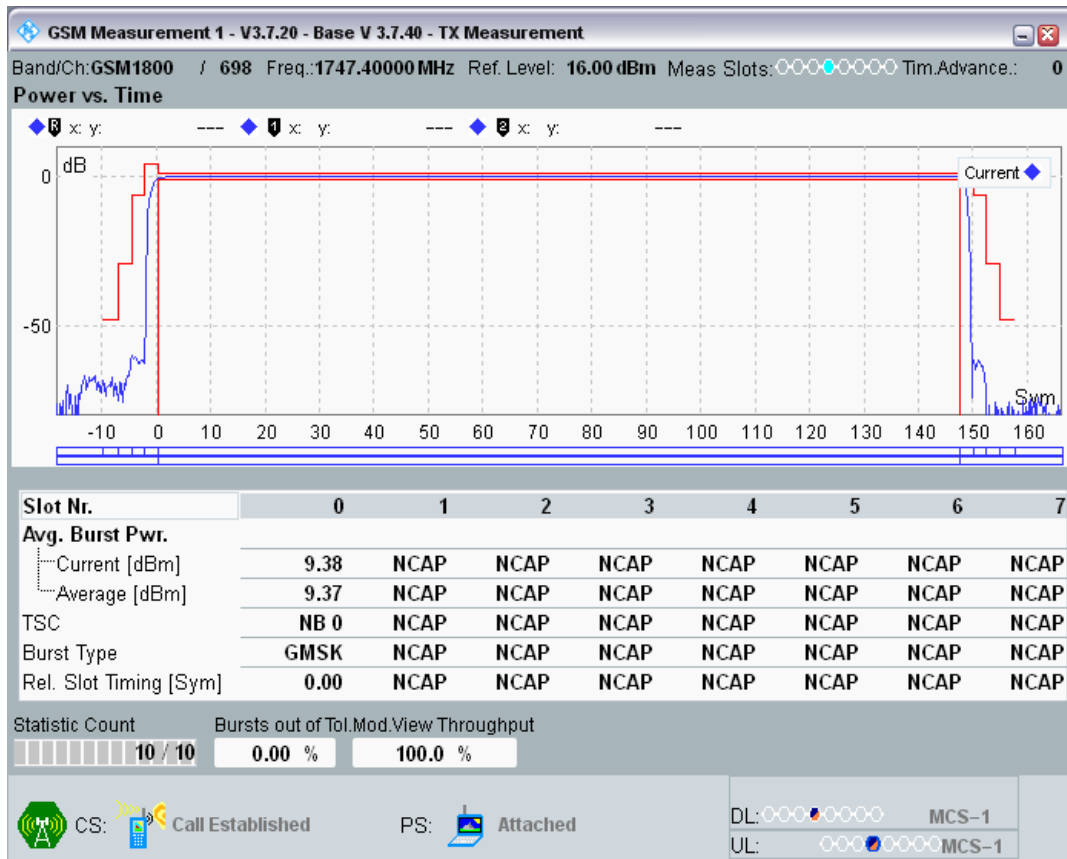 GSM Measurement 1 - V3.7.20 - Base V 3.7.40 - TX Measurement
Band/Ch:GSM1800 / 698 Freq.:1747.40000 MHz Ref. Level: 16.00 dBm Meas Slots: Tim.Advance.: 0
Power vs. Time
R x: y: --- 1 x: y: --- 2 x: y: ---
dB
Current
0
-50
Sym
-10 0 10 20 30 40 50 60 70 80 90 100 110 120 130 140 150 160
Slot Nr. 0 1 2 3 4 5 6 7
Avg. Burst Pwr.
Current [dBm] 9.38 NCAP NCAP NCAP NCAP NCAP NCAP NCAP
Average [dBm] 9.37 NCAP NCAP NCAP NCAP NCAP NCAP NCAP
TSC NB 0 NCAP NCAP NCAP NCAP NCAP NCAP NCAP
Burst Type GMSK NCAP NCAP NCAP NCAP NCAP NCAP NCAP
Rel. Slot Timing [Sym] 0.00 NCAP NCAP NCAP NCAP NCAP NCAP NCAP
Statistic Count Bursts out of Tol. Mod.View Throughput
10 / 10 0.00 % 100.0 %
CS: Call Established PS: Attached
DL: MCS-1
UL: MCS-1